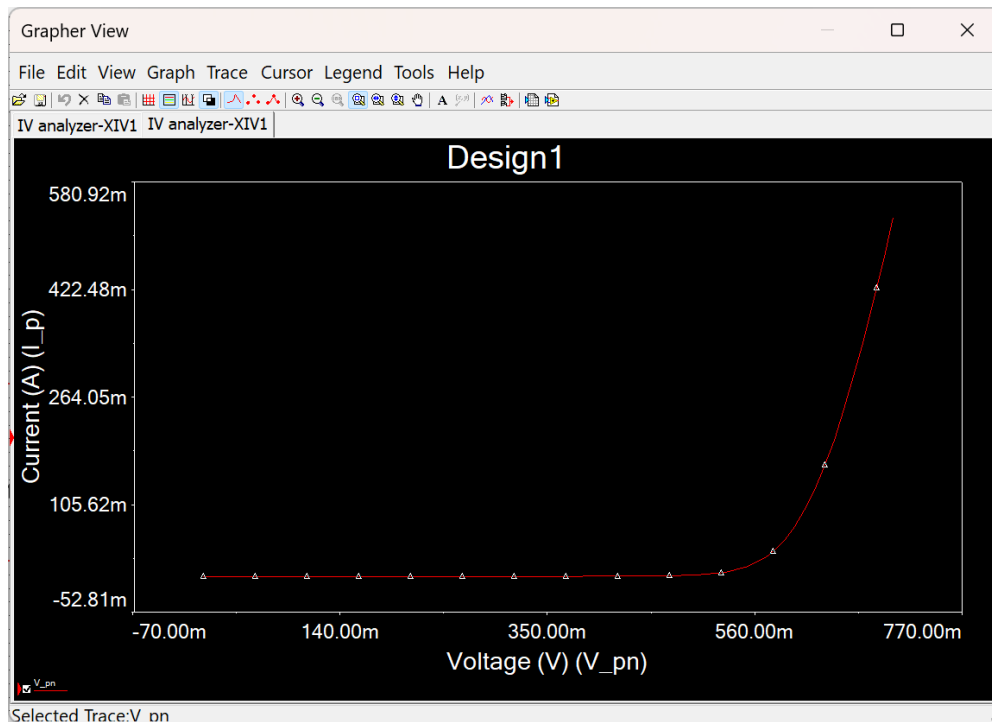 Grapher View
File Edit View Graph Trace Cursor Legend Tools Help
A
IV analyzer-XIV1 IV analyzer-XIV1
Design1
580.92m
422.48m
264.05m
105.62m
-52.81m
Current (A) (I_p)
-70.00m 140.00m 350.00m 560.00m 770.00m
Voltage (V) (V_pn)
V_pn
Selected Trace:V_pn